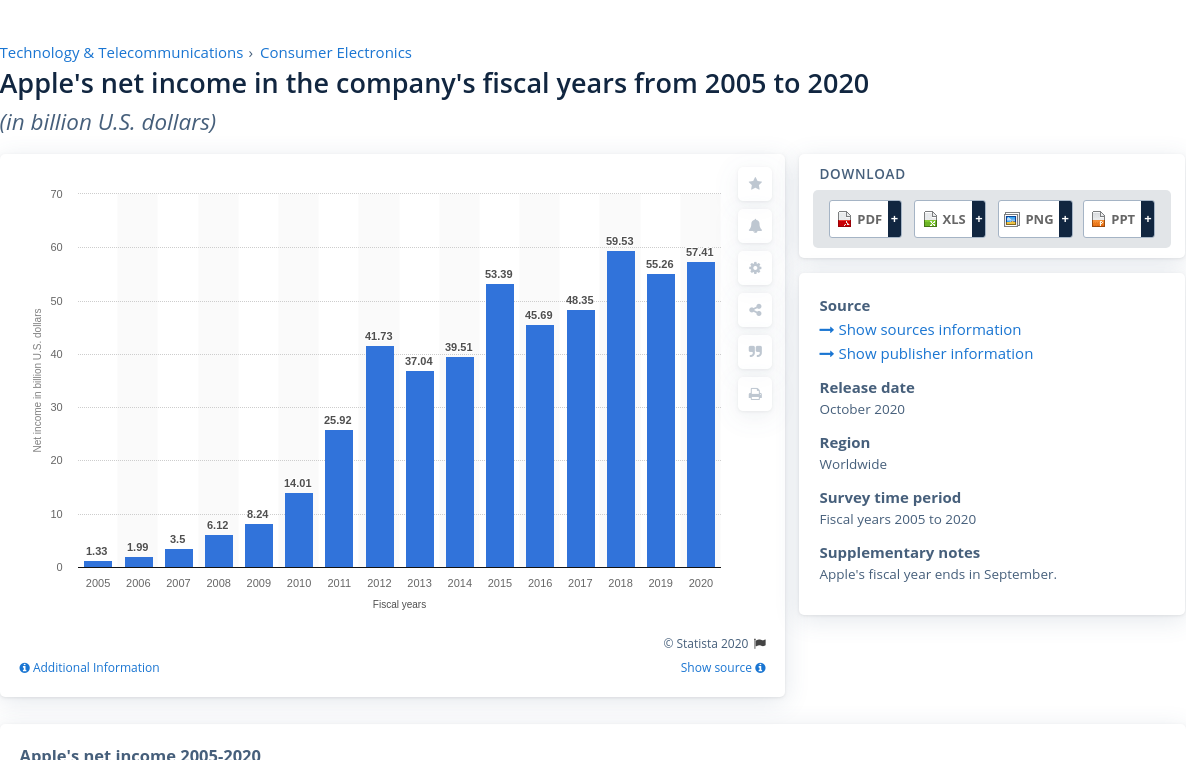 Technology & Telecommunications › Consumer Electronics
Apple's net income in the company's fiscal years from 2005 to 2020
(in billion U.S. dollars)
70
60
50
40
30
20
10
0
Net income in billion U.S. dollars
1.33
1.99
3.5
6.12
8.24
14.01
25.92
41.73
37.04
39.51
53.39
45.69
48.35
59.53
55.26
57.41
2005 2006 2007 2008 2009 2010 2011 2012 2013 2014 2015 2016 2017 2018 2019 2020
Fiscal years
© Statista 2020
Additional Information
Show source
DOWNLOAD
PDF + XLS + PNG + PPT +
Source
Show sources information
Show publisher information
Release date
October 2020
Region
Worldwide
Survey time period
Fiscal years 2005 to 2020
Supplementary notes
Apple's fiscal year ends in September.
Apple's net income 2005-2020